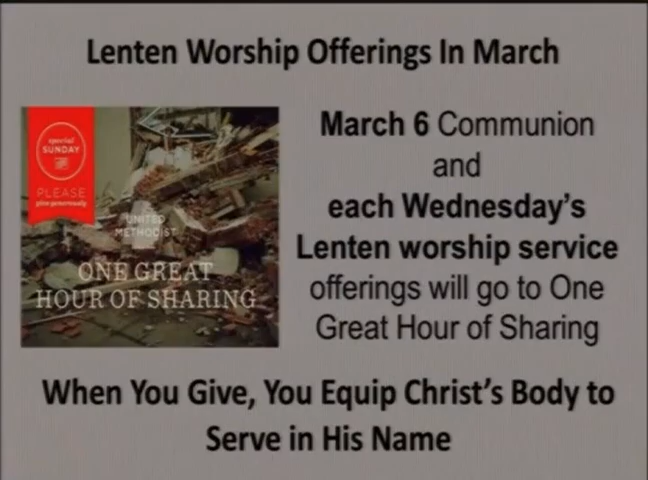 Lenten Worship Offerings In March
special
SUNDAY
PLEASE
give generously
UNITED
METHODIST
ONE GREAT
HOUR OF SHARING
March 6 Communion
and
each Wednesday's
Lenten worship service
offerings will go to One
Great Hour of Sharing
When You Give, You Equip Christ's Body to
Serve in His Name